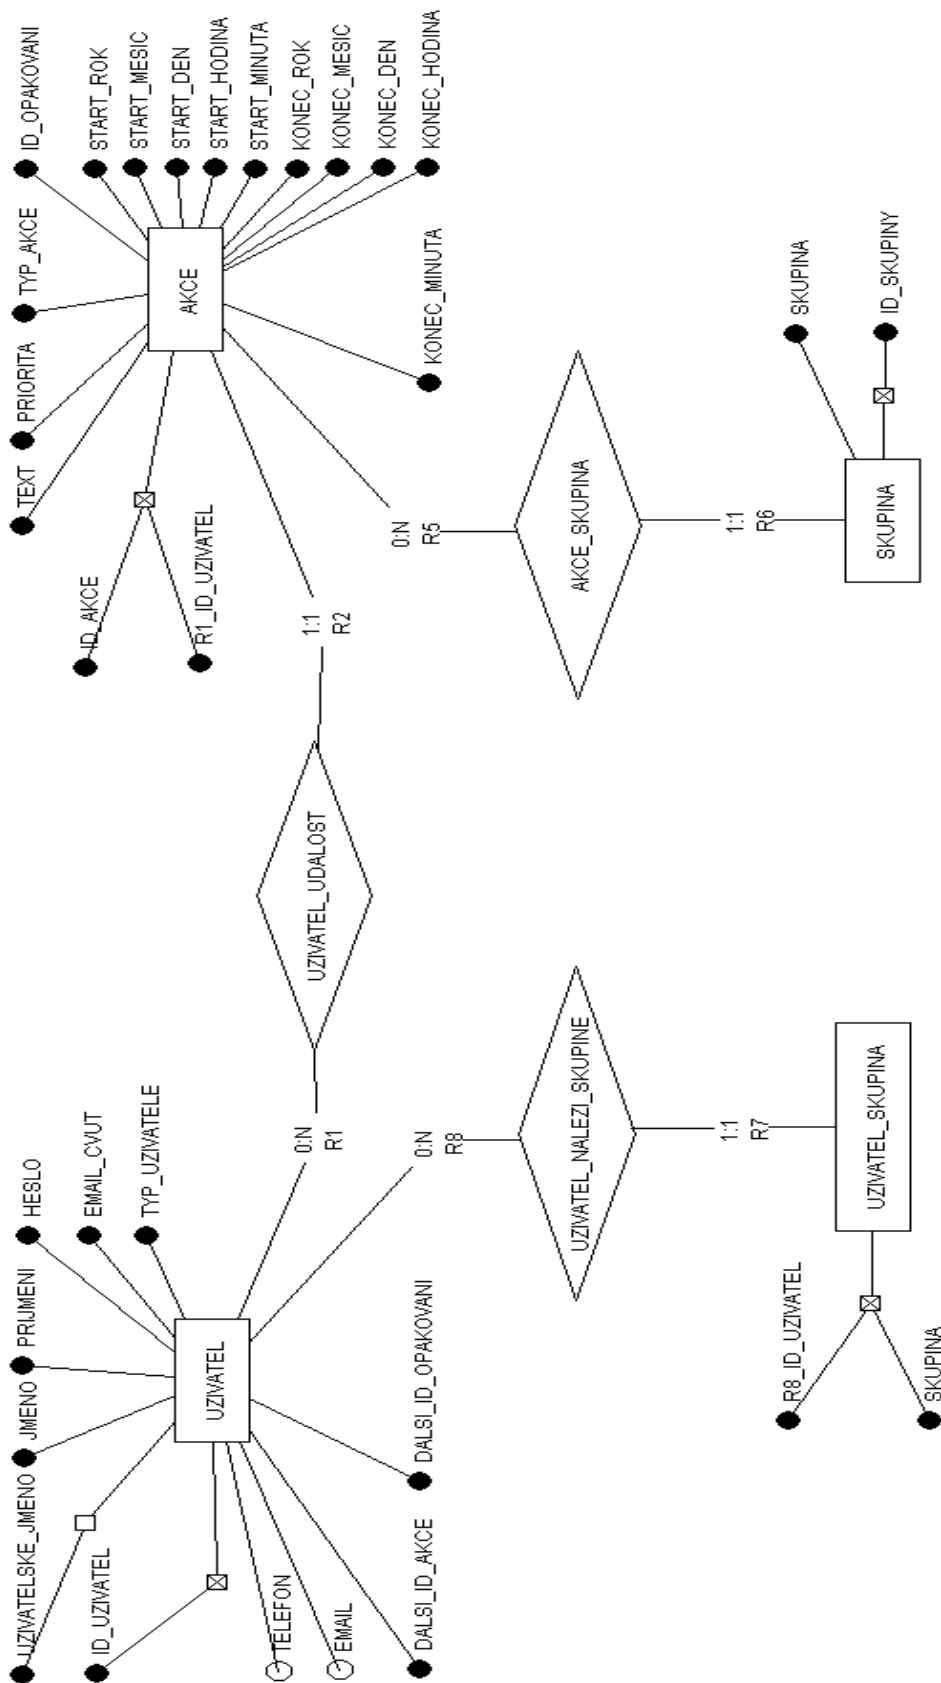 UZIVATELSKE_JMENO
JMENO
PRIJMENI
HESLO
ID_UZIVATEL
EMAIL_CVUT
TYP_UZIVATELE
UZIVATEL
TELEFON
EMAIL
DALSI_ID_AKCE
DALSI_ID_OPAKOVANI
0:N
R1
UZIVATEL_UDALOST
1:1
R2
TEXT
PRIORITA
TYP_AKCE
ID_OPAKOVANI
ID_AKCE
R1_ID_UZIVATEL
AKCE
START_ROK
START_MESIC
START_DEN
START_HODINA
START_MINUTA
KONEC_ROK
KONEC_MESIC
KONEC_DEN
KONEC_HODINA
KONEC_MINUTA
0:N
R8
UZIVATEL_NALEZI_SKUPINE
1:1
R7
R8_ID_UZIVATEL
UZIVATEL_SKUPINA
SKUPINA
0:N
R5
AKCE_SKUPINA
1:1
R6
SKUPINA
SKUPINA
ID_SKUPINY